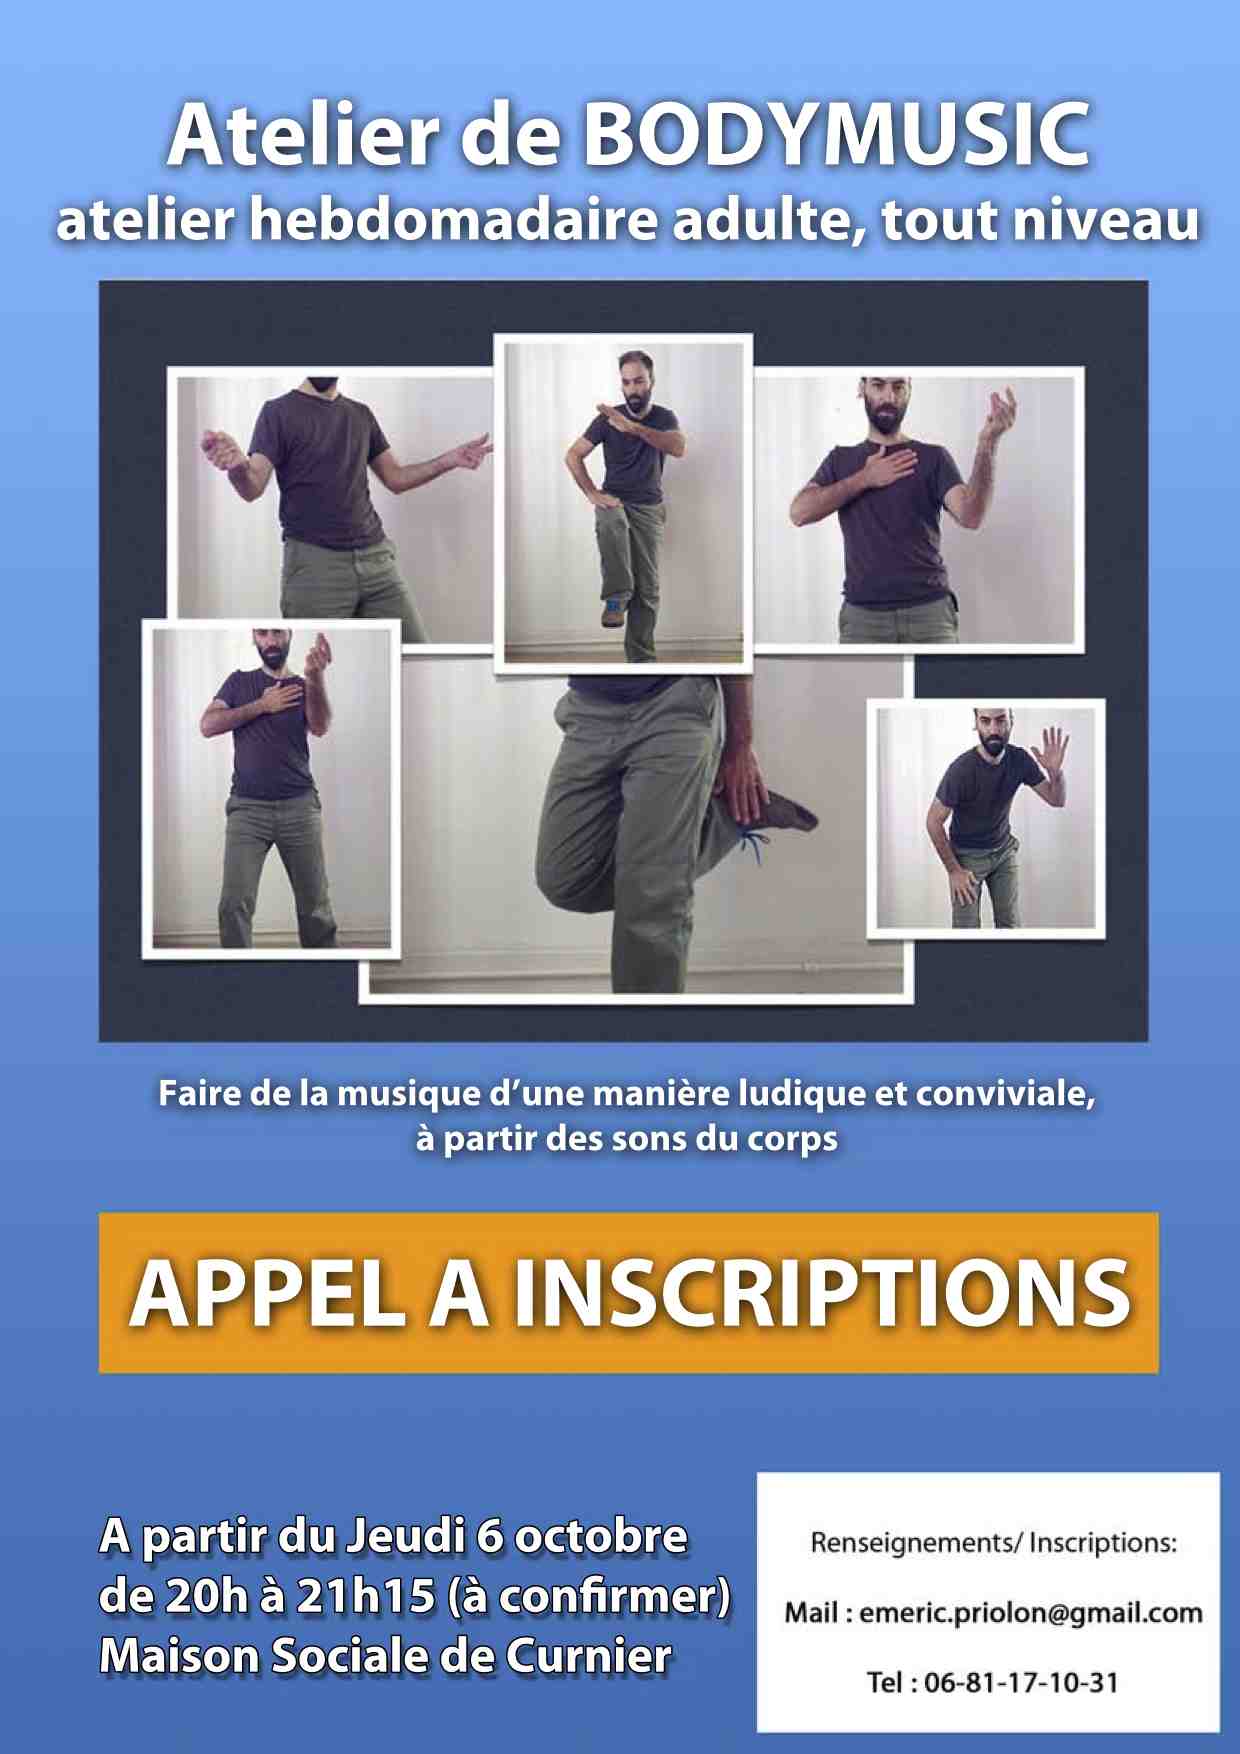 Atelier de BODYMUSIC
atelier hebdomadaire adulte, tout niveau
Faire de la musique d’une manière ludique et conviviale,
à partir des sons du corps
APPEL A INSCRIPTIONS
A partir du Jeudi 6 octobre
de 20h à 21h15 (à confirmer)
Maison Sociale de Curnier
Renseignements/ Inscriptions:
Mail : emeric.priolon@gmail.com
Tel : 06-81-17-10-31